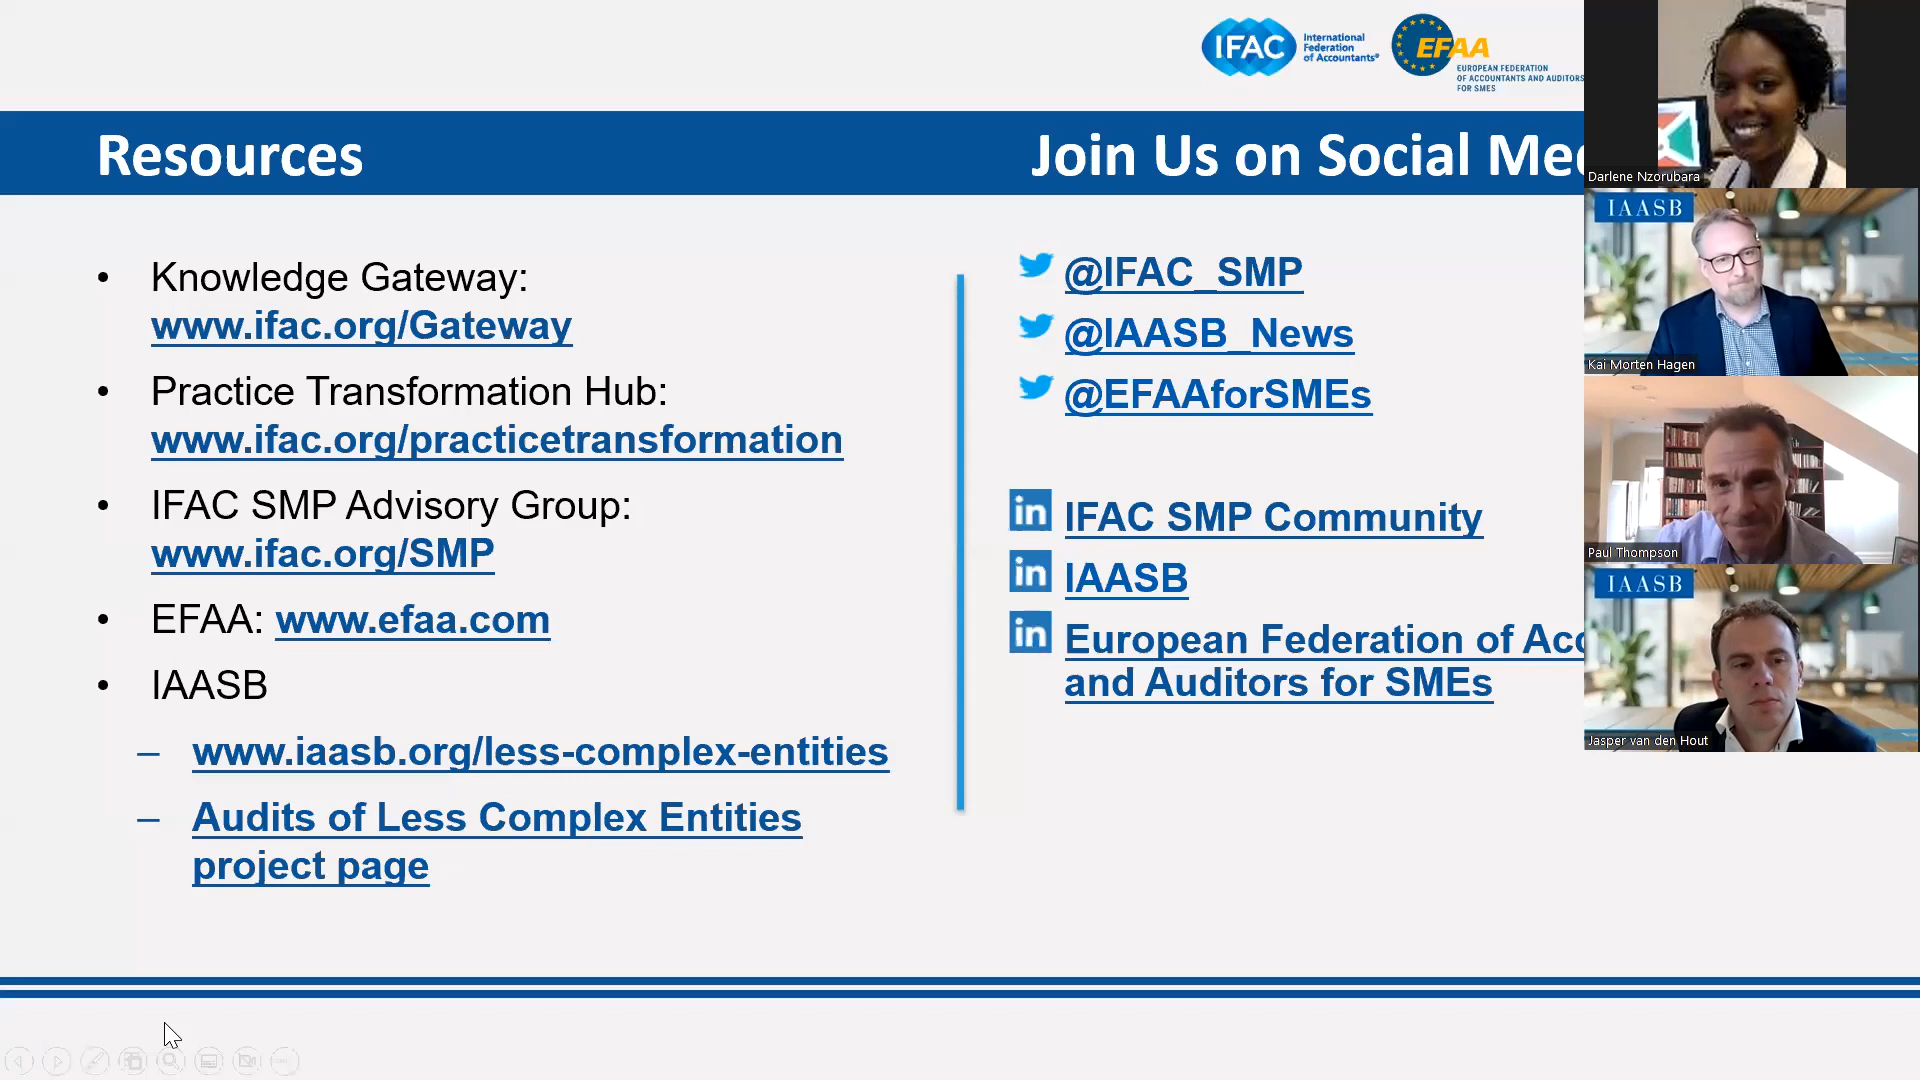 IFAC
International
Federation
of Accountants®
EFAA
EUROPEAN FEDERATION
OF ACCOUNTANTS AND AUDITORS
FOR SMES
Resources
Join Us on Social Med
• Knowledge Gateway:
www.ifac.org/Gateway
• Practice Transformation Hub:
www.ifac.org/practicetransformation
• IFAC SMP Advisory Group:
www.ifac.org/SMP
• EFAA: www.efaa.com
• IAASB
– www.iaasb.org/less-complex-entities
– Audits of Less Complex Entities
project page
@IFAC_SMP
@IAASB_News
@EFAAforSMEs
in IFAC SMP Community
in IAASB
in European Federation of Acc
and Auditors for SMEs
Darlene Nzorubara
IAASB
Kai Morten Hagen
Paul Thompson
IAASB
Jasper van den Hout